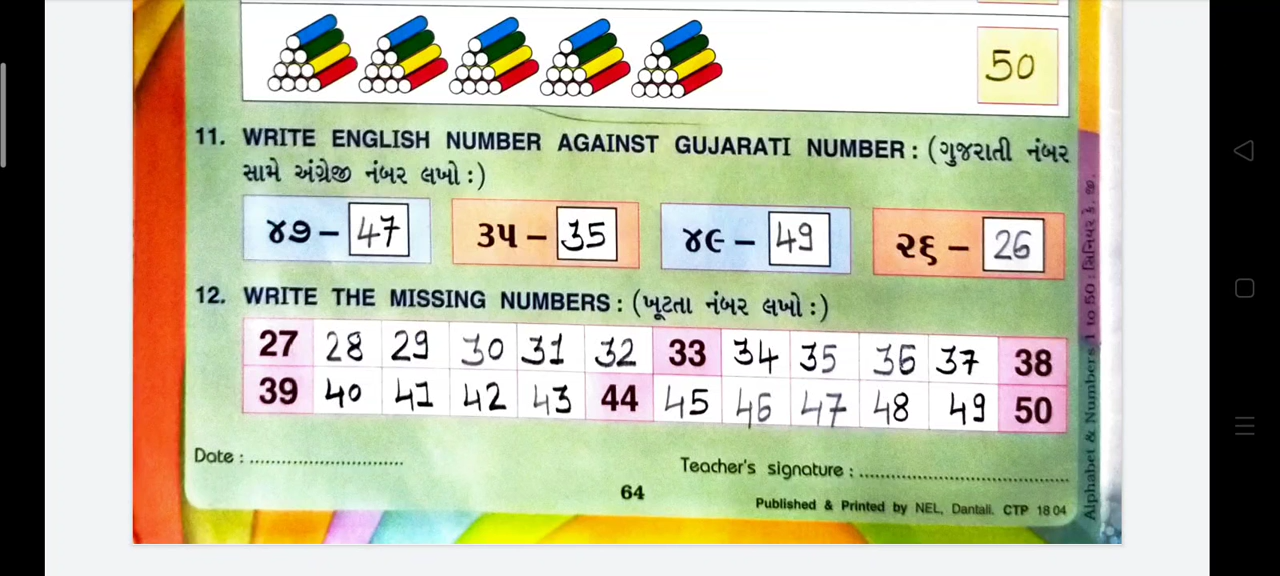 50
11. WRITE ENGLISH NUMBER AGAINST GUJARATI NUMBER : (ગુજરાતી નંબર
સામે અંગ્રેજી નંબર લખો :)
૪૭ – 47 ૩૫ – 35 ૪૯ – 49 ૨૬ – 26
12. WRITE THE MISSING NUMBERS : (ખૂટતા નંબર લખો :)
27 28 29 30 31 32 33 34 35 36 37 38
39 40 41 42 43 44 45 46 47 48 49 50
Date : ............................
Teacher's signature : ......................................
64
Published & Printed by NEL, Dantali. CTP 18 04
Alphabet & Numbers 1 to 50 : સિનિયર કે. જી.